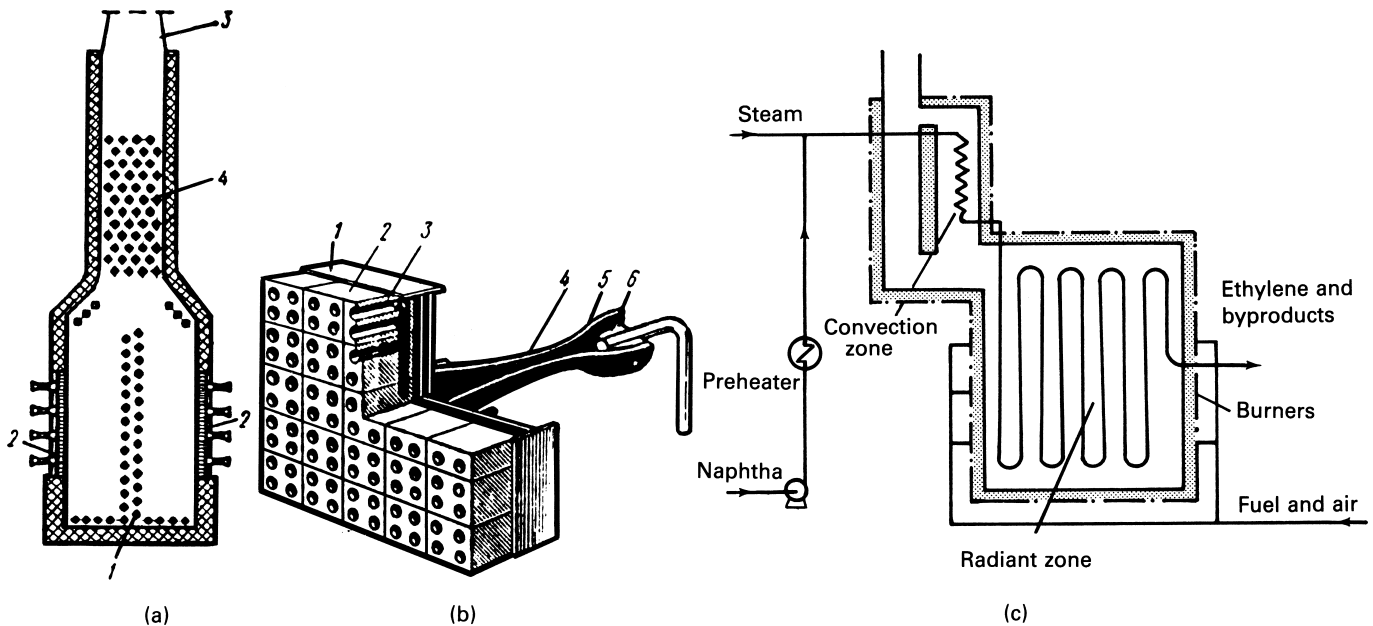 3
4
2
2
1
(a)
1
2
3
4
5
6
(b)
Steam
Convection
zone
Preheater
Naphtha
Ethylene and
byproducts
Burners
Fuel and air
Radiant zone
(c)